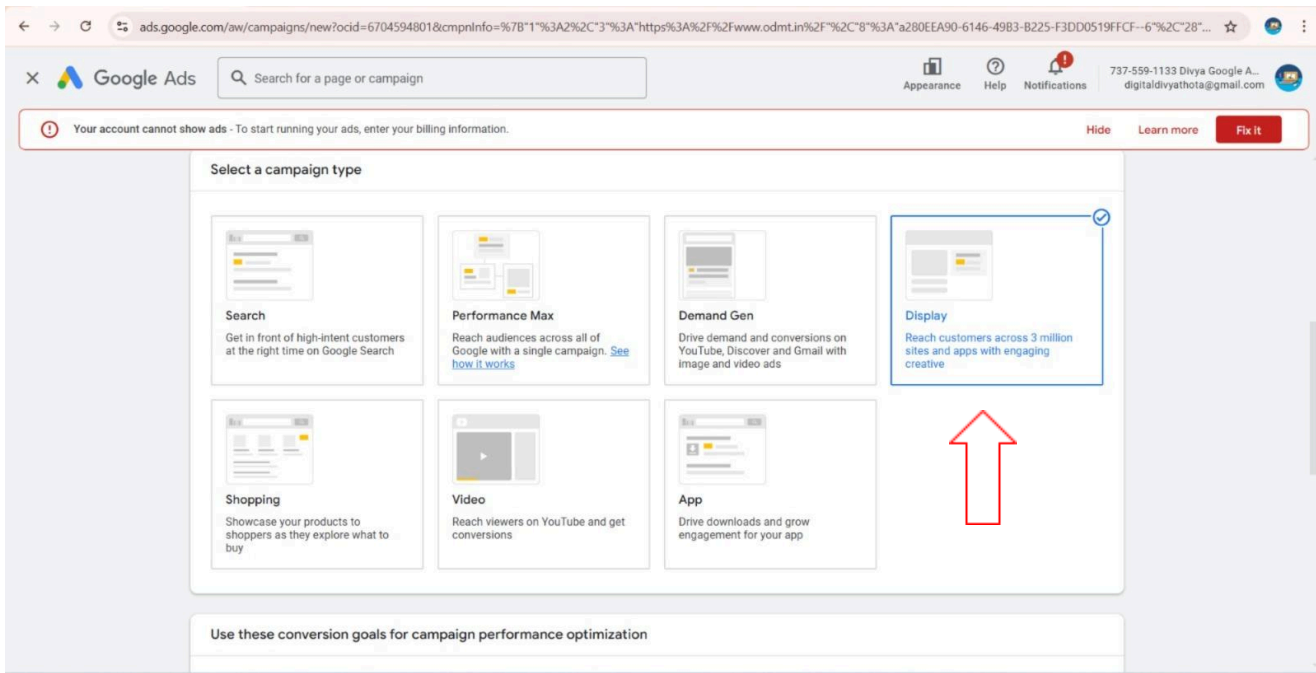 ads.google.com/aw/campaigns/new?ocid=6704594801&cmpnInfo=%7B"1"%3A2%2C"3"%3A"https%3A%2F%2Fwww.odmt.in%2F"%2C"8"%3A"a280EEA90-6146-49B3-B225-F3DD0519FFCF--6"%2C"28"...
Google Ads
Search for a page or campaign
Appearance
Help
Notifications
737-559-1133 Divya Google A...
digitaldivyathota@gmail.com
Your account cannot show ads - To start running your ads, enter your billing information.
Hide
Learn more
Fix it
Select a campaign type
Search
Get in front of high-intent customers
at the right time on Google Search
Performance Max
Reach audiences across all of
Google with a single campaign. See
how it works
Demand Gen
Drive demand and conversions on
YouTube, Discover and Gmail with
image and video ads
Display
Reach customers across 3 million
sites and apps with engaging
creative
Shopping
Showcase your products to
shoppers as they explore what to
buy
Video
Reach viewers on YouTube and get
conversions
App
Drive downloads and grow
engagement for your app
Use these conversion goals for campaign performance optimization